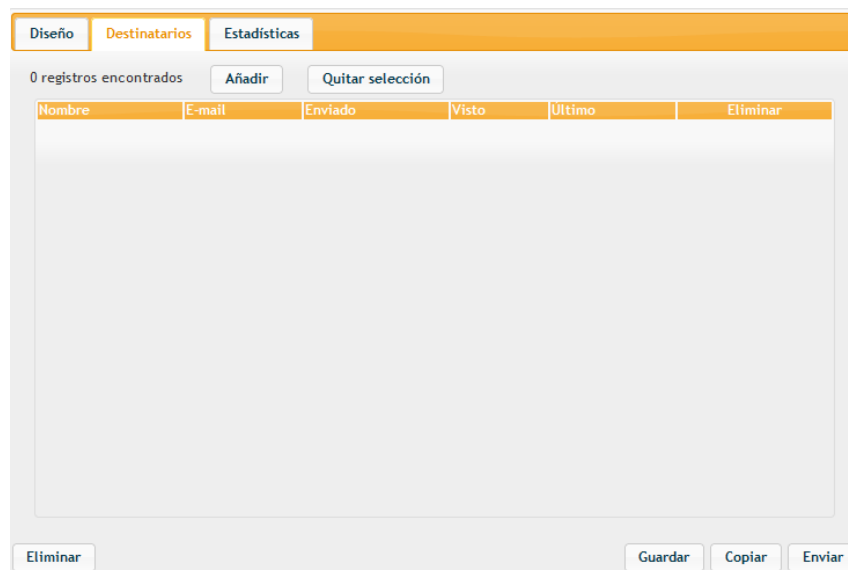 Diseño Destinatarios Estadísticas
0 registros encontrados Añadir Quitar selección
Nombre E-mail Enviado Visto Último Eliminar
Eliminar Guardar Copiar Enviar